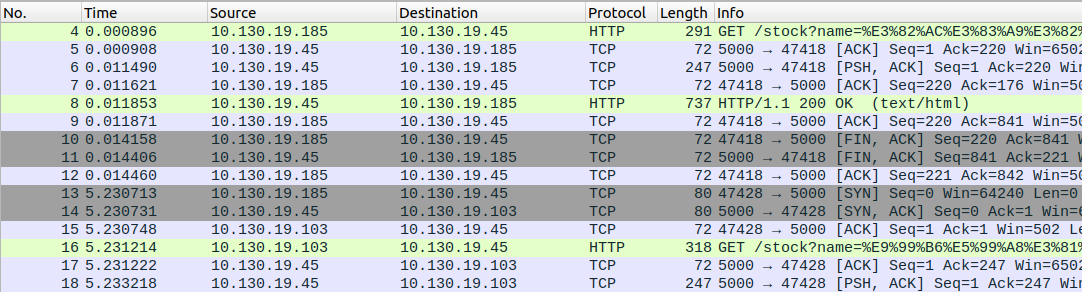 No. Time Source Destination Protocol Length Info
4 0.000896 10.130.19.185 10.130.19.45 HTTP 291 GET /stock?name=%E3%82%AC%E3%83%A9%E3%82%
5 0.000908 10.130.19.45 10.130.19.185 TCP 72 5000 → 47418 [ACK] Seq=1 Ack=220 Win=6502
6 0.011490 10.130.19.45 10.130.19.185 TCP 247 5000 → 47418 [PSH, ACK] Seq=1 Ack=220 Win
7 0.011621 10.130.19.185 10.130.19.45 TCP 72 47418 → 5000 [ACK] Seq=220 Ack=176 Win=50
8 0.011853 10.130.19.45 10.130.19.185 HTTP 737 HTTP/1.1 200 OK (text/html)
9 0.011871 10.130.19.185 10.130.19.45 TCP 72 47418 → 5000 [ACK] Seq=220 Ack=841 Win=50
10 0.014158 10.130.19.185 10.130.19.45 TCP 72 47418 → 5000 [FIN, ACK] Seq=220 Ack=841 W
11 0.014406 10.130.19.45 10.130.19.185 TCP 72 5000 → 47418 [FIN, ACK] Seq=841 Ack=221 W
12 0.014460 10.130.19.185 10.130.19.45 TCP 72 47418 → 5000 [ACK] Seq=221 Ack=842 Win=50
13 5.230713 10.130.19.185 10.130.19.45 TCP 80 47428 → 5000 [SYN] Seq=0 Win=64240 Len=0
14 5.230731 10.130.19.45 10.130.19.103 TCP 80 5000 → 47428 [SYN, ACK] Seq=0 Ack=1 Win=6
15 5.230748 10.130.19.103 10.130.19.45 TCP 72 47428 → 5000 [ACK] Seq=1 Ack=1 Win=502 Le
16 5.231214 10.130.19.103 10.130.19.45 HTTP 318 GET /stock?name=%E9%99%B6%E5%99%A8%E3%81%
17 5.231222 10.130.19.45 10.130.19.103 TCP 72 5000 → 47428 [ACK] Seq=1 Ack=247 Win=6502
18 5.233218 10.130.19.45 10.130.19.103 TCP 247 5000 → 47428 [PSH, ACK] Seq=1 Ack=247 Win